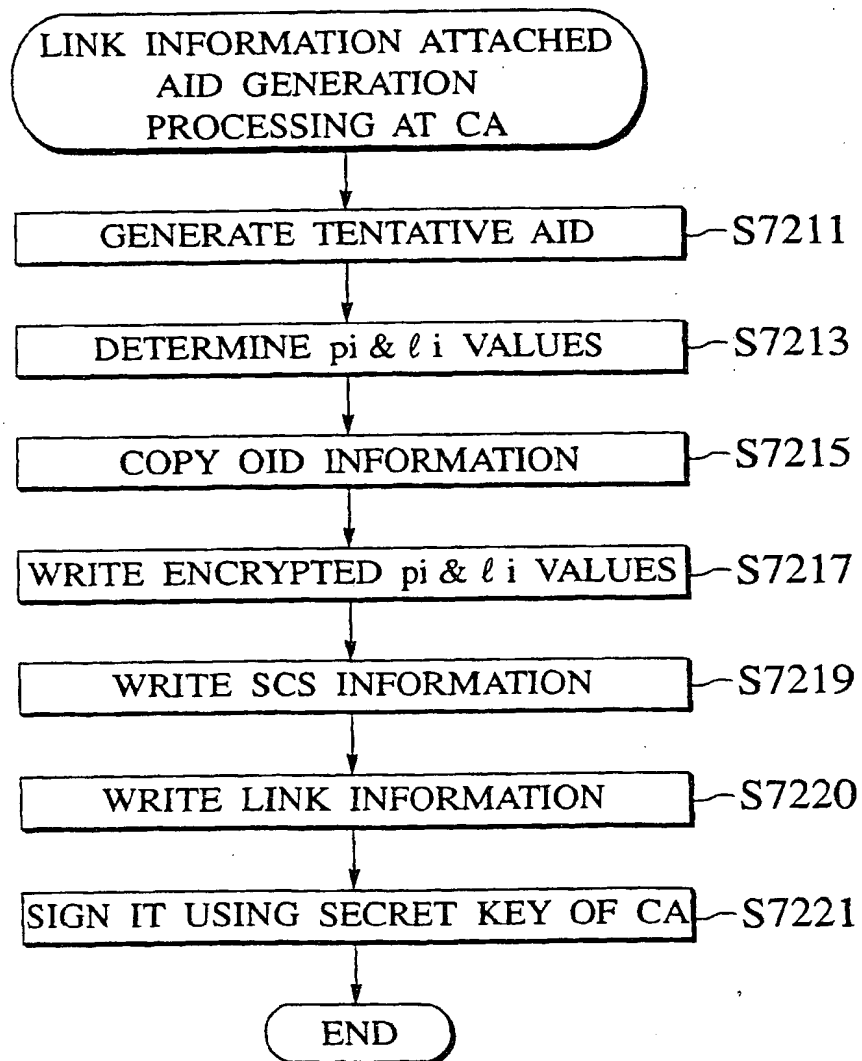 LINK INFORMATION ATTACHED
AID GENERATION
PROCESSING AT CA
GENERATE TENTATIVE AID
S7211
DETERMINE pi & ℓ i VALUES
S7213
COPY OID INFORMATION
S7215
WRITE ENCRYPTED pi & ℓ i VALUES
S7217
WRITE SCS INFORMATION
S7219
WRITE LINK INFORMATION
S7220
SIGN IT USING SECRET KEY OF CA
S7221
END